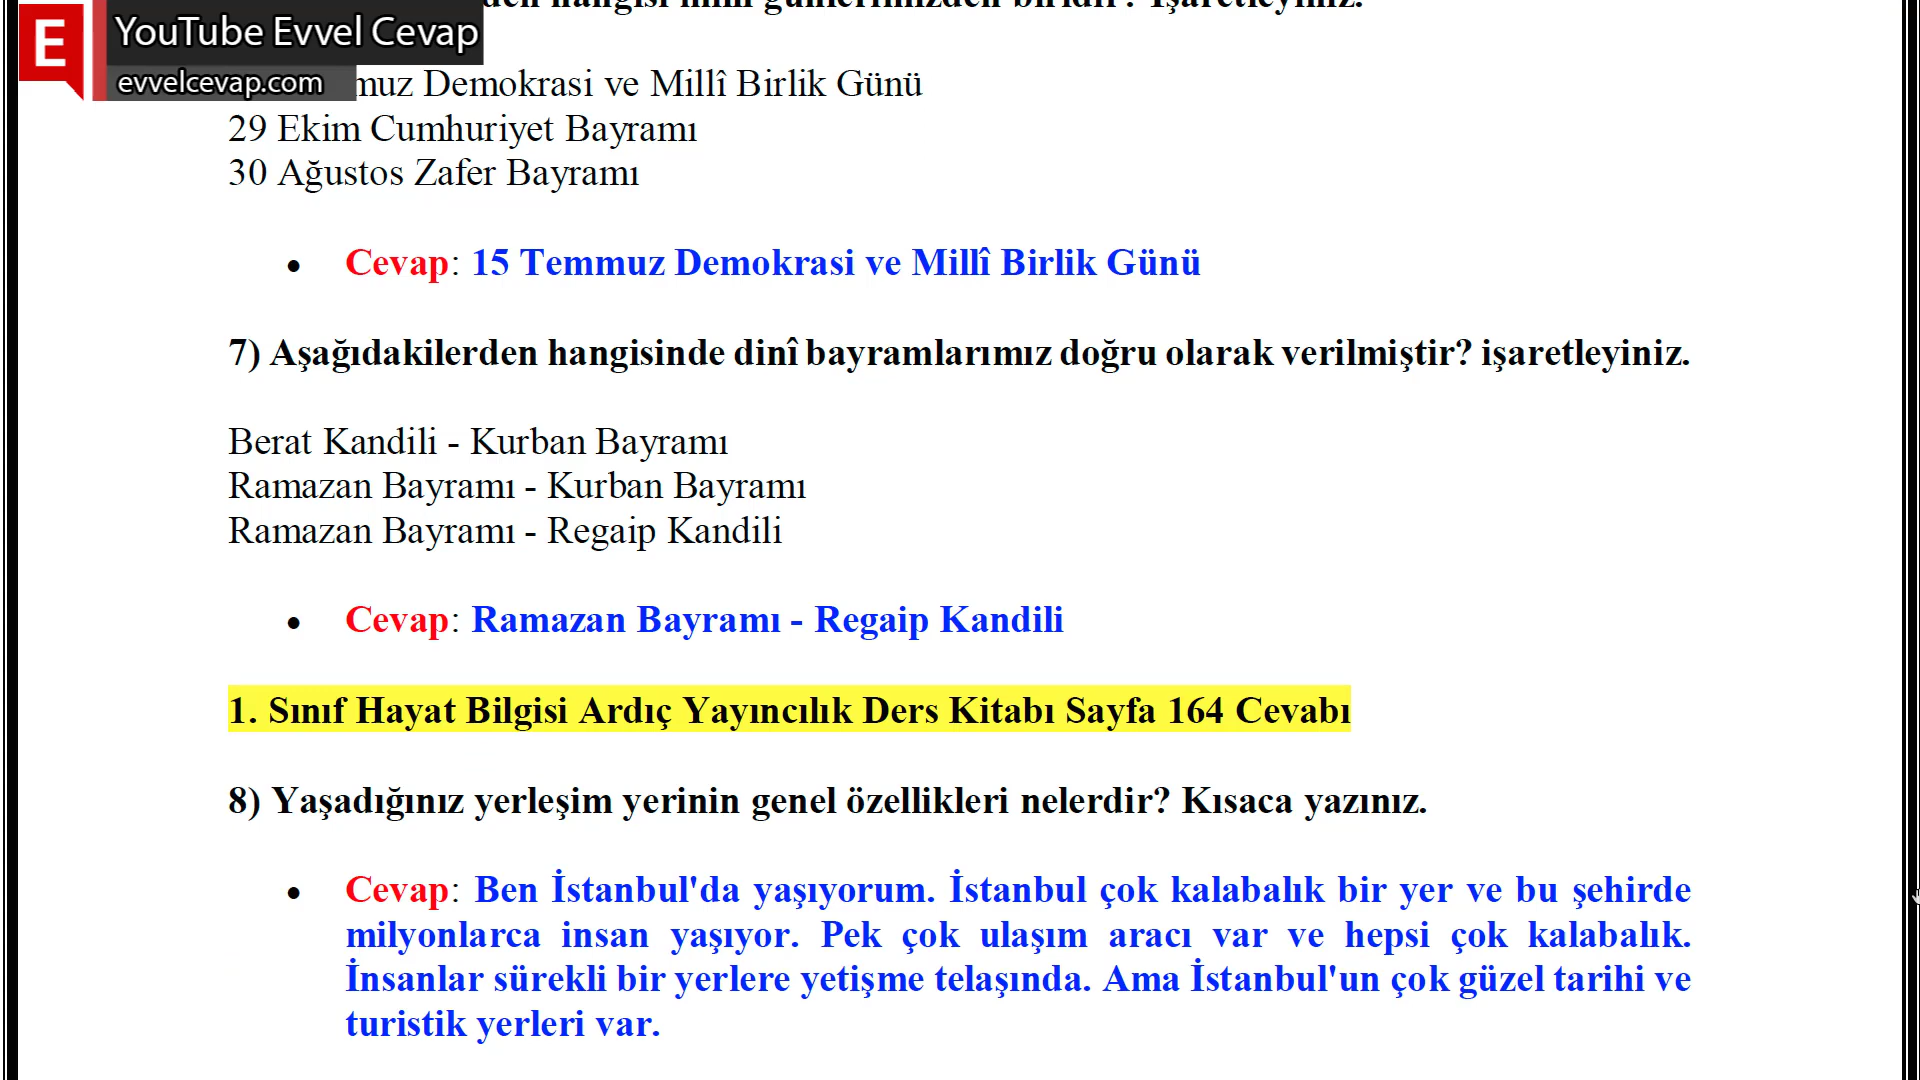 YouTube Evvel Cevap
evvelcevap.com
hangisi millî günlerimizden biridir? İşaretleyiniz.
Demokrasi ve Millî Birlik Günü
29 Ekim Cumhuriyet Bayramı
30 Ağustos Zafer Bayramı
• Cevap: 15 Temmuz Demokrasi ve Millî Birlik Günü
7) Aşağıdakilerden hangisinde dinî bayramlarımız doğru olarak verilmiştir? işaretleyiniz.
Berat Kandili - Kurban Bayramı
Ramazan Bayramı - Kurban Bayramı
Ramazan Bayramı - Regaip Kandili
• Cevap: Ramazan Bayramı - Regaip Kandili
1. Sınıf Hayat Bilgisi Ardıç Yayıncılık Ders Kitabı Sayfa 164 Cevabı
8) Yaşadığınız yerleşim yerinin genel özellikleri nelerdir? Kısaca yazınız.
• Cevap: Ben İstanbul'da yaşıyorum. İstanbul çok kalabalık bir yer ve bu şehirde
milyonlarca insan yaşıyor. Pek çok ulaşım aracı var ve hepsi çok kalabalık.
İnsanlar sürekli bir yerlere yetişme telaşında. Ama İstanbul'un çok güzel tarihi ve
turistik yerleri var.